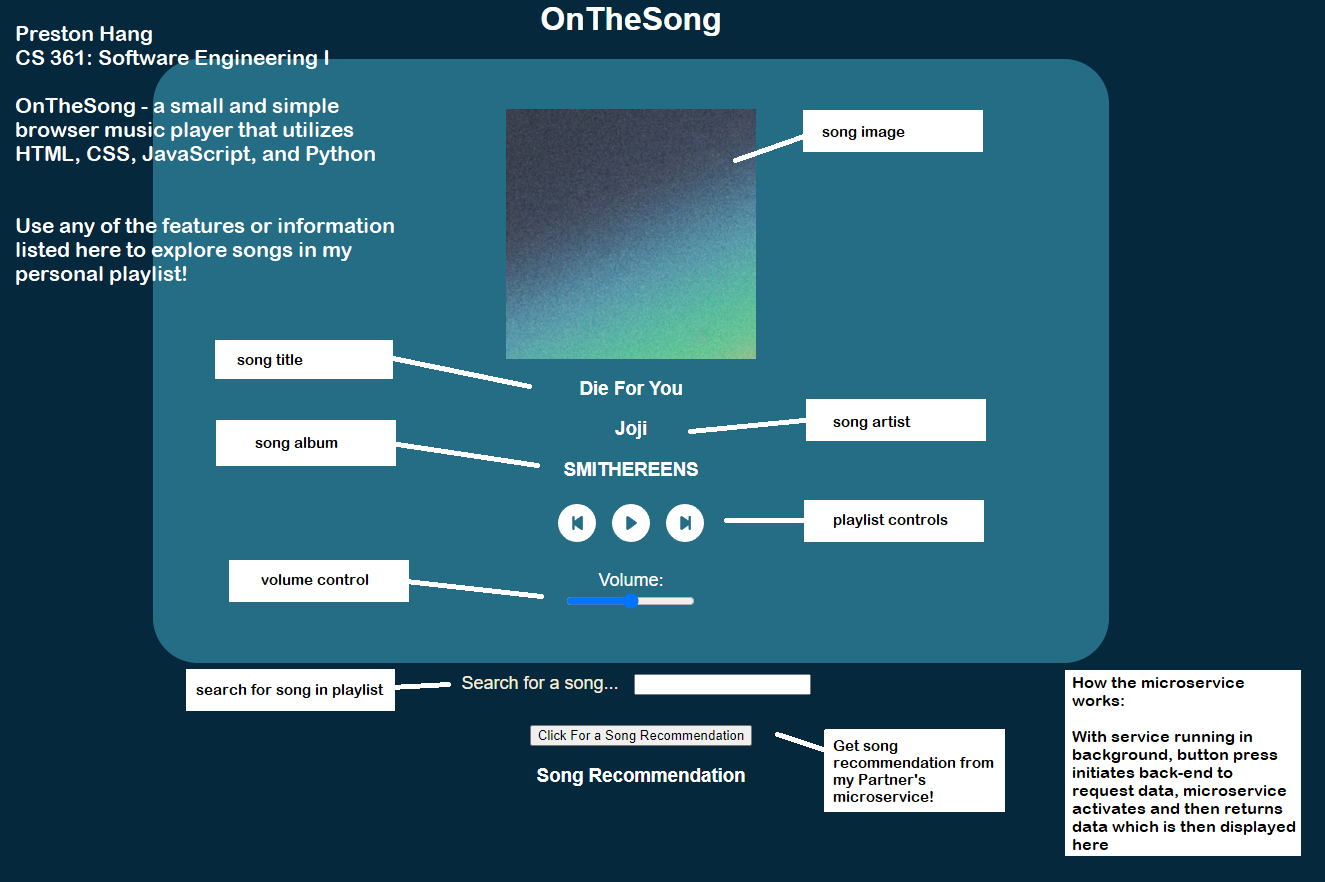 OnTheSong
Preston Hang
CS 361: Software Engineering I
OnTheSong - a small and simple
browser music player that utilizes
HTML, CSS, JavaScript, and Python
Use any of the features or information
listed here to explore songs in my
personal playlist!
song image
song title
Die For You
song artist
Joji
song album
SMITHEREENS
playlist controls
volume control
Volume:
search for song in playlist
Search for a song...
Click For a Song Recommendation
Song Recommendation
Get song
recommendation from
my Partner's
microservice!
How the microservice
works:
With service running in
background, button press
initiates back-end to
request data, microservice
activates and then returns
data which is then displayed
here